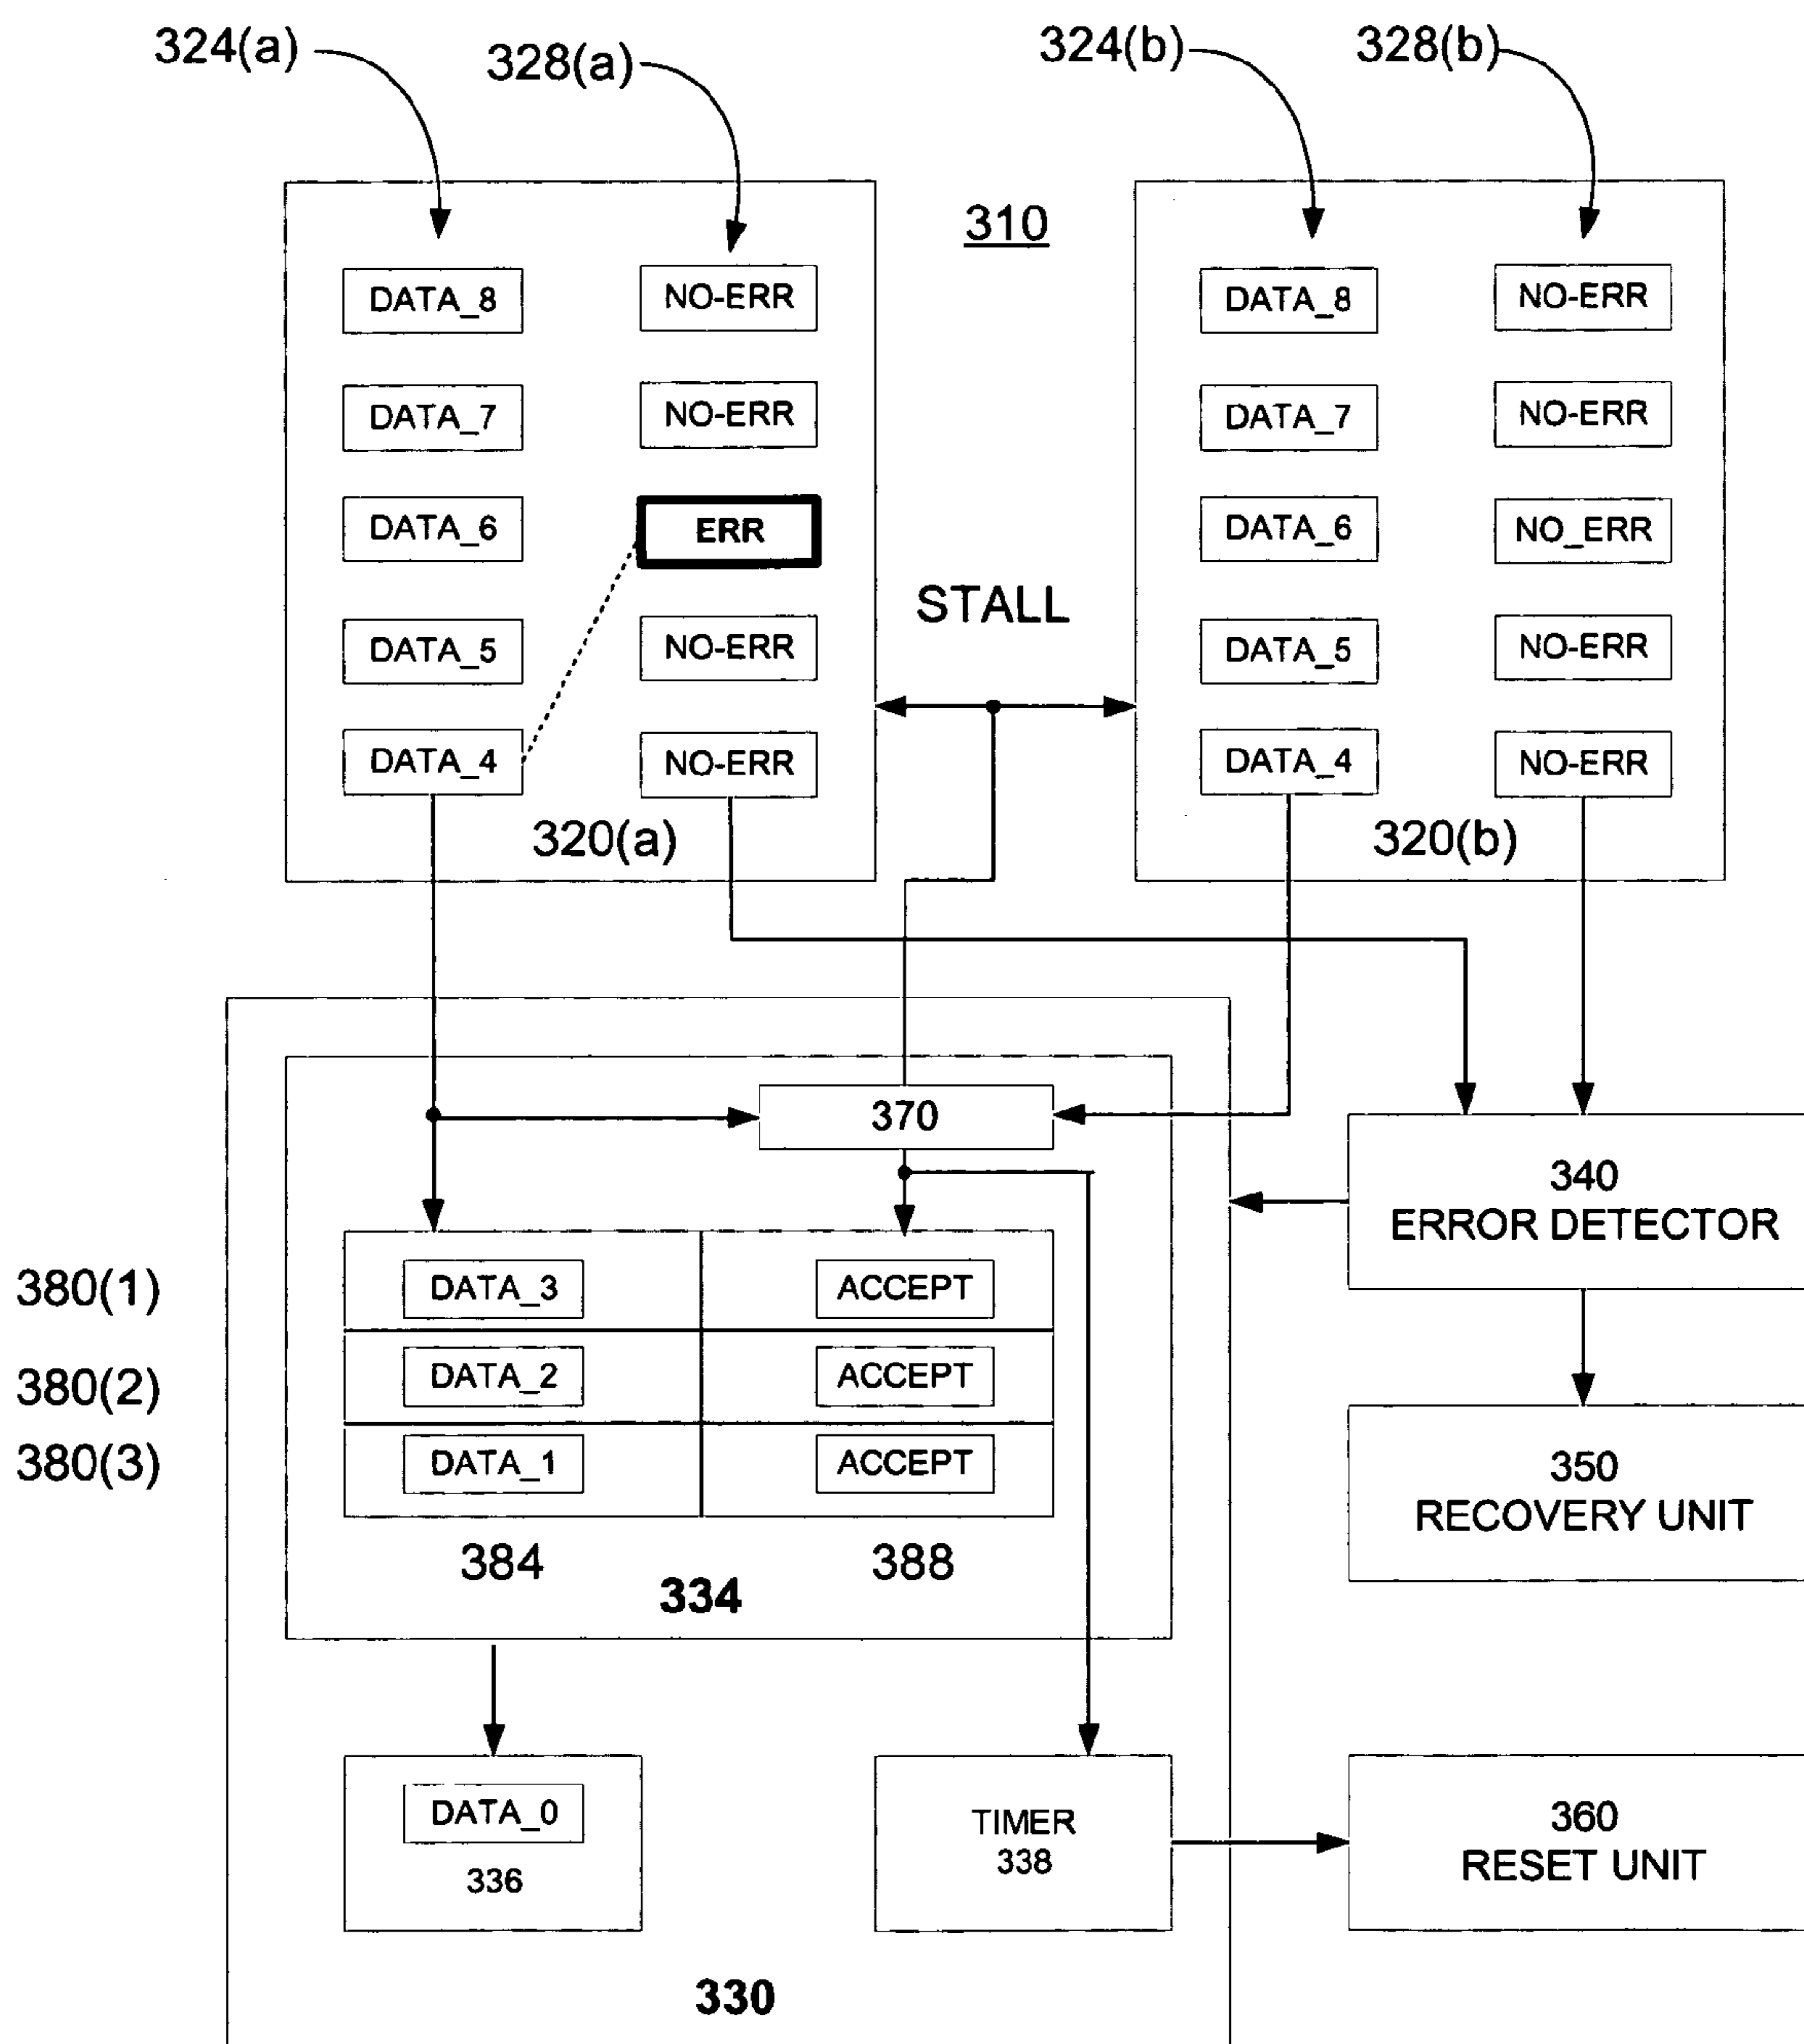 324(a)
328(a)
324(b)
328(b)
310
DATA_8
NO-ERR
DATA_8
NO-ERR
DATA_7
NO-ERR
DATA_7
NO-ERR
DATA_6
ERR
DATA_6
NO_ERR
STALL
DATA_5
NO-ERR
DATA_5
NO-ERR
DATA_4
NO-ERR
DATA_4
NO-ERR
320(a)
320(b)
370
340
ERROR DETECTOR
380(1)
DATA_3
ACCEPT
380(2)
DATA_2
ACCEPT
380(3)
DATA_1
ACCEPT
350
RECOVERY UNIT
384
388
334
DATA_0
336
TIMER
338
360
RESET UNIT
330